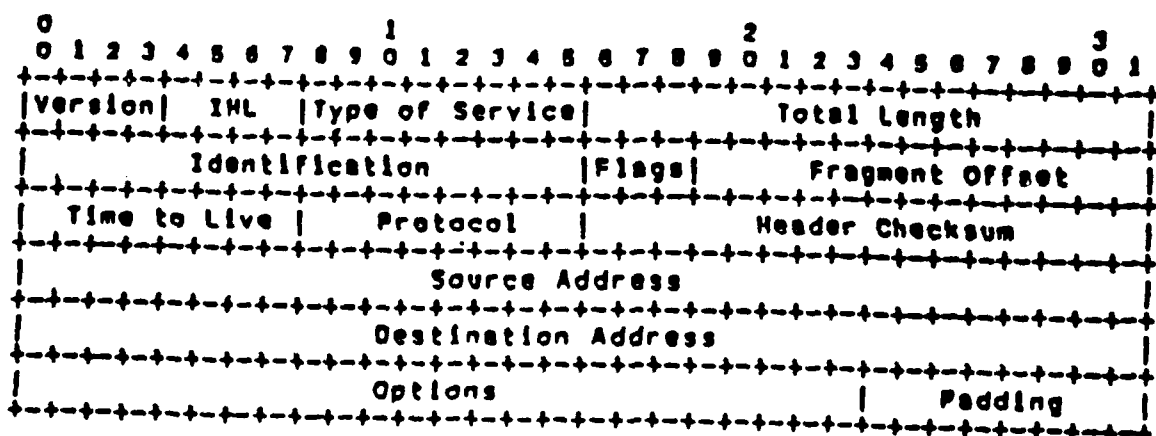 0                   1                   2                   3
0 1 2 3 4 5 6 7 8 9 0 1 2 3 4 5 6 7 8 9 0 1 2 3 4 5 6 7 8 9 0 1
+-+-+-+-+-+-+-+-+-+-+-+-+-+-+-+-+-+-+-+-+-+-+-+-+-+-+-+-+-+-+-+-+
|Version| IHL |Type of Service| Total Length |
+-+-+-+-+-+-+-+-+-+-+-+-+-+-+-+-+-+-+-+-+-+-+-+-+-+-+-+-+-+-+-+-+
| Identification |Flags| Fragment Offset |
+-+-+-+-+-+-+-+-+-+-+-+-+-+-+-+-+-+-+-+-+-+-+-+-+-+-+-+-+-+-+-+-+
| Time to Live | Protocol | Header Checksum |
+-+-+-+-+-+-+-+-+-+-+-+-+-+-+-+-+-+-+-+-+-+-+-+-+-+-+-+-+-+-+-+-+
| Source Address |
+-+-+-+-+-+-+-+-+-+-+-+-+-+-+-+-+-+-+-+-+-+-+-+-+-+-+-+-+-+-+-+-+
| Destination Address |
+-+-+-+-+-+-+-+-+-+-+-+-+-+-+-+-+-+-+-+-+-+-+-+-+-+-+-+-+-+-+-+-+
| Options | Padding |
+-+-+-+-+-+-+-+-+-+-+-+-+-+-+-+-+-+-+-+-+-+-+-+-+-+-+-+-+-+-+-+-+